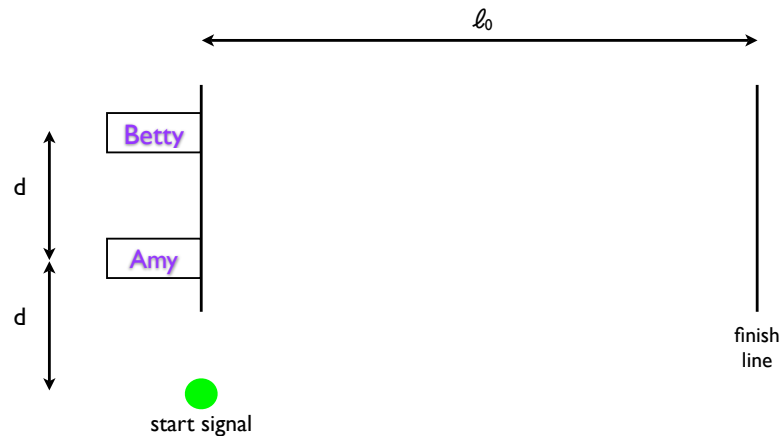 ℓ₀
Betty
d
Amy
d
finish
line
start signal